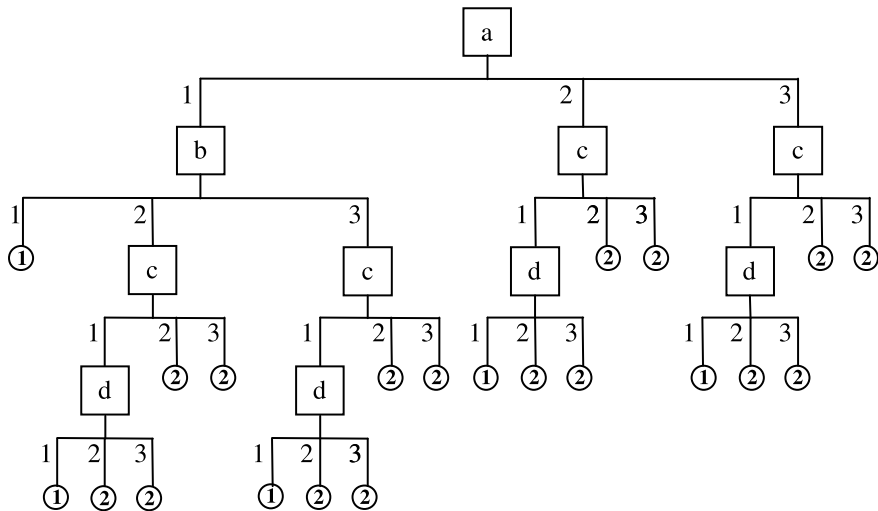 a
1 2 3
b c c
1 2 3 1 2 3 1 2 3
1 c c d 2 2 d 2 2
1 2 3 1 2 3 1 2 3 1 2 3
d 2 2 d 2 2 1 2 2 1 2 2
1 2 3 1 2 3
1 2 2 1 2 2